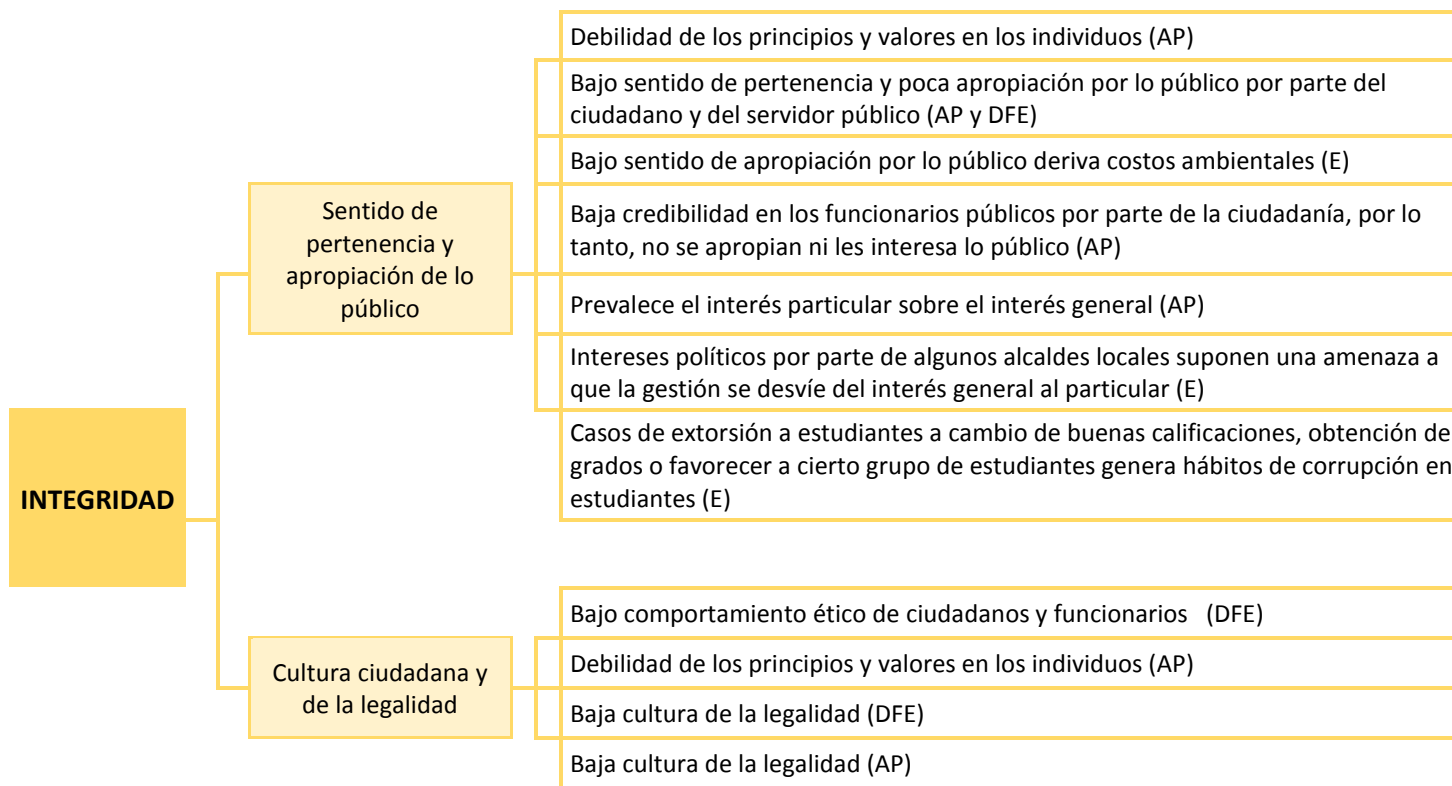 Debilidad de los principios y valores en los individuos (AP)
Bajo sentido de pertenencia y poca apropiación por lo público por parte del
ciudadano y del servidor público (AP y DFE)
Bajo sentido de apropiación por lo público deriva costos ambientales (E)
Sentido de
pertenencia y
apropiación de lo
público
Baja credibilidad en los funcionarios públicos por parte de la ciudadanía, por lo
tanto, no se apropian ni les interesa lo público (AP)
Prevalece el interés particular sobre el interés general (AP)
Intereses políticos por parte de algunos alcaldes locales suponen una amenaza a
que la gestión se desvíe del interés general al particular (E)
Casos de extorsión a estudiantes a cambio de buenas calificaciones, obtención de
grados o favorecer a cierto grupo de estudiantes genera hábitos de corrupción en
estudiantes (E)
INTEGRIDAD
Bajo comportamiento ético de ciudadanos y funcionarios (DFE)
Cultura ciudadana y
de la legalidad
Debilidad de los principios y valores en los individuos (AP)
Baja cultura de la legalidad (DFE)
Baja cultura de la legalidad (AP)